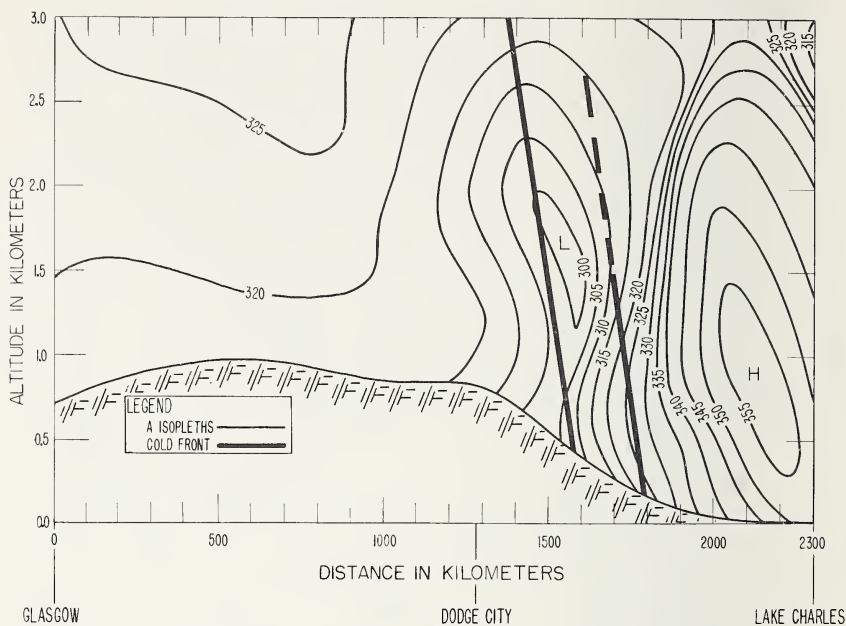 3.0
2.5
2.0
1.5
1.0
0.5
0.0
ALTITUDE IN KILOMETERS
325
320
325
320
315
L
300
305
310
315
320
325
330
335
340
345
350
355
H
LEGEND
A ISOPLETHS
COLD FRONT
0 500 1000 1500 2000 2300
DISTANCE IN KILOMETERS
GLASGOW DODGE CITY LAKE CHARLES